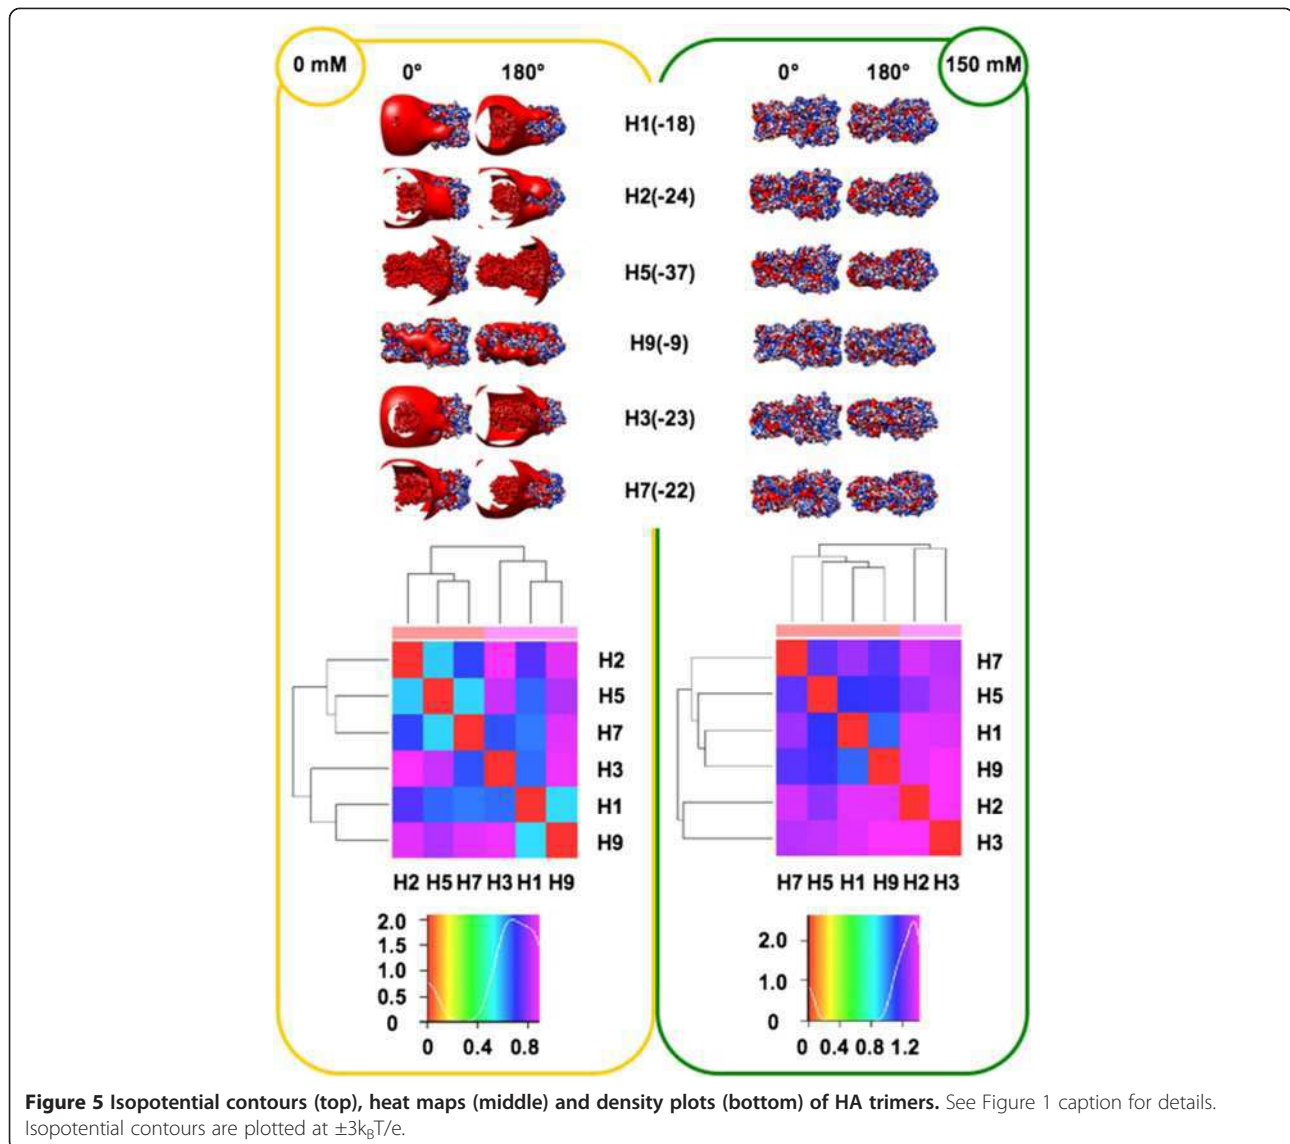 0 mM
0° 180°
0° 180°
150 mM
H1(-18)
H2(-24)
H5(-37)
H9(-9)
H3(-23)
H7(-22)
H2
H5
H7
H3
H1
H9
H2 H5 H7 H3 H1 H9
2.0
1.5
1.0
0.5
0
0 0.4 0.8
H7
H5
H1
H9
H2
H3
H7 H5 H1 H9 H2 H3
2.0
1.0
0
0 0.4 0.8 1.2
Figure 5 Isopotential contours (top), heat maps (middle) and density plots (bottom) of HA trimers. See Figure 1 caption for details.
Isopotential contours are plotted at ±3k_BT/e.